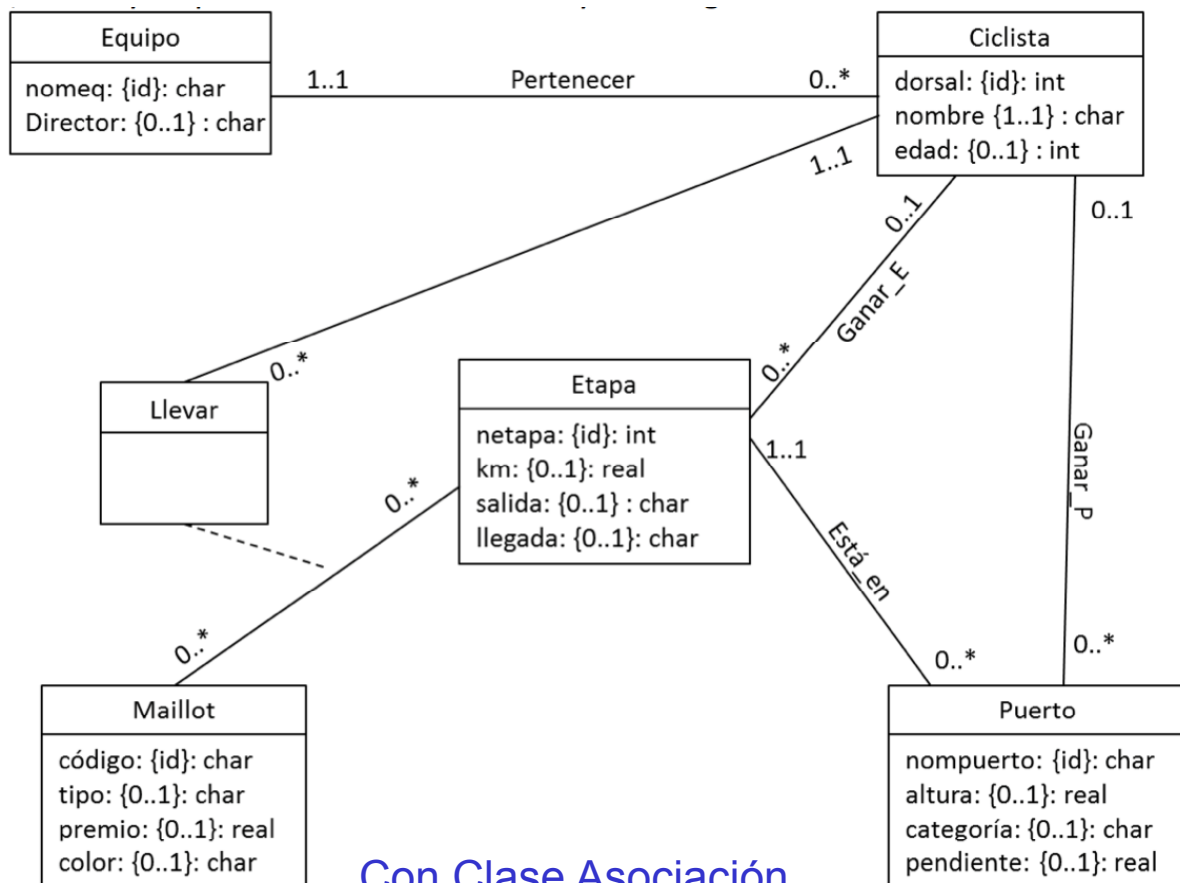 Equipo
nomeq: {id}: char
Director: {0..1} : char
1..1
Pertenecer
0..*
Ciclista
dorsal: {id}: int
nombre {1..1} : char
edad: {0..1} : int
1..1
0..1
0..1
Ganar_E
0..*
0..*
Llevar
Etapa
netapa: {id}: int
km: {0..1}: real
salida: {0..1} : char
llegada: {0..1}: char
1..1
Ganar_P
0..*
Está_en
0..*
0..*
0..*
Maillot
código: {id}: char
tipo: {0..1}: char
premio: {0..1}: real
color: {0..1}: char
Puerto
nompuerto: {id}: char
altura: {0..1}: real
categoría: {0..1}: char
pendiente: {0..1}: real
Con Clase Asociación